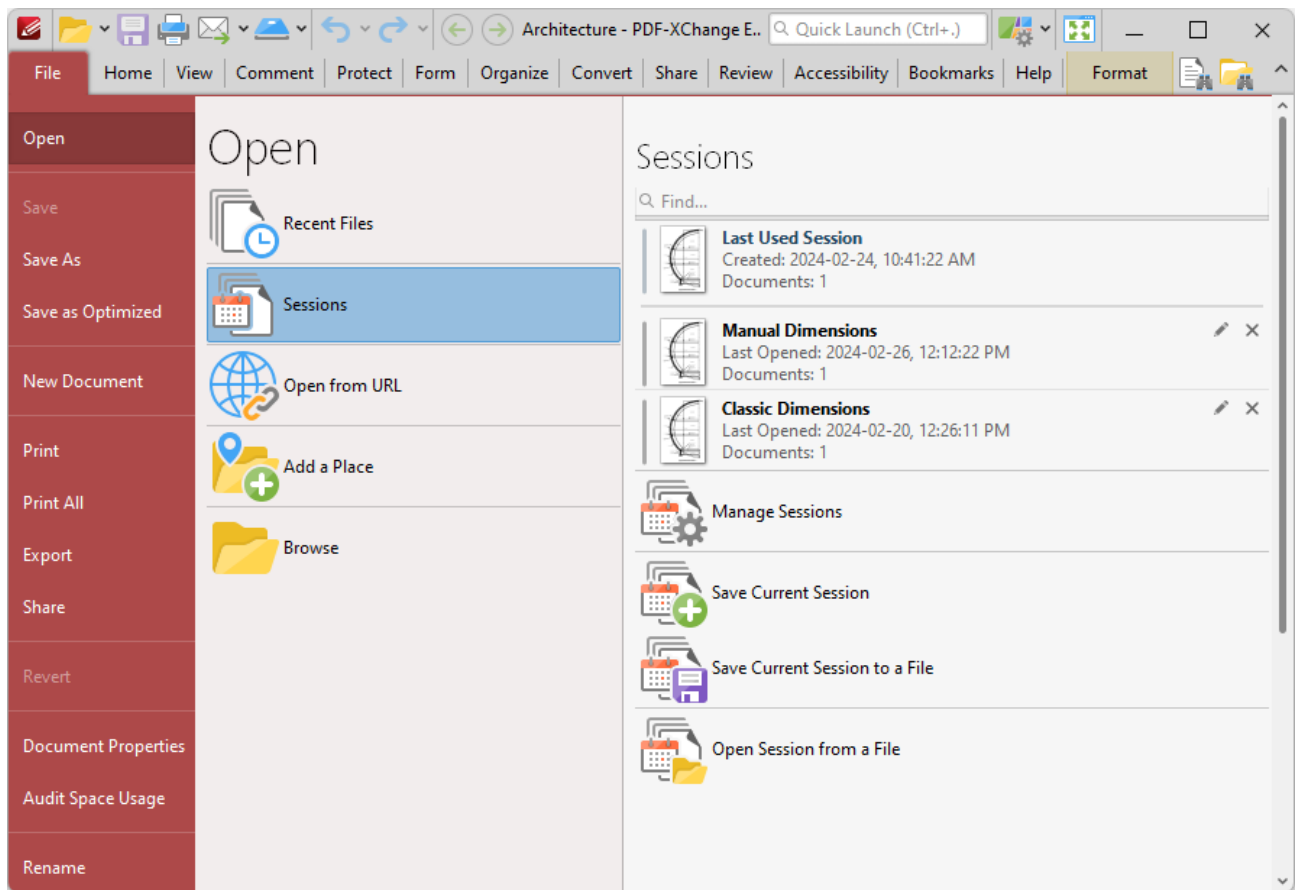 Architecture - PDF-XChange E..
Quick Launch (Ctrl+.)
File Home View Comment Protect Form Organize Convert Share Review Accessibility Bookmarks Help Format
Open
Save
Save As
Save as Optimized
New Document
Print
Print All
Export
Share
Revert
Document Properties
Audit Space Usage
Rename
Open
Recent Files
Sessions
Open from URL
Add a Place
Browse
Sessions
Find...
Last Used Session
Created: 2024-02-24, 10:41:22 AM
Documents: 1
Manual Dimensions
Last Opened: 2024-02-26, 12:12:22 PM
Documents: 1
Classic Dimensions
Last Opened: 2024-02-20, 12:26:11 PM
Documents: 1
Manage Sessions
Save Current Session
Save Current Session to a File
Open Session from a File